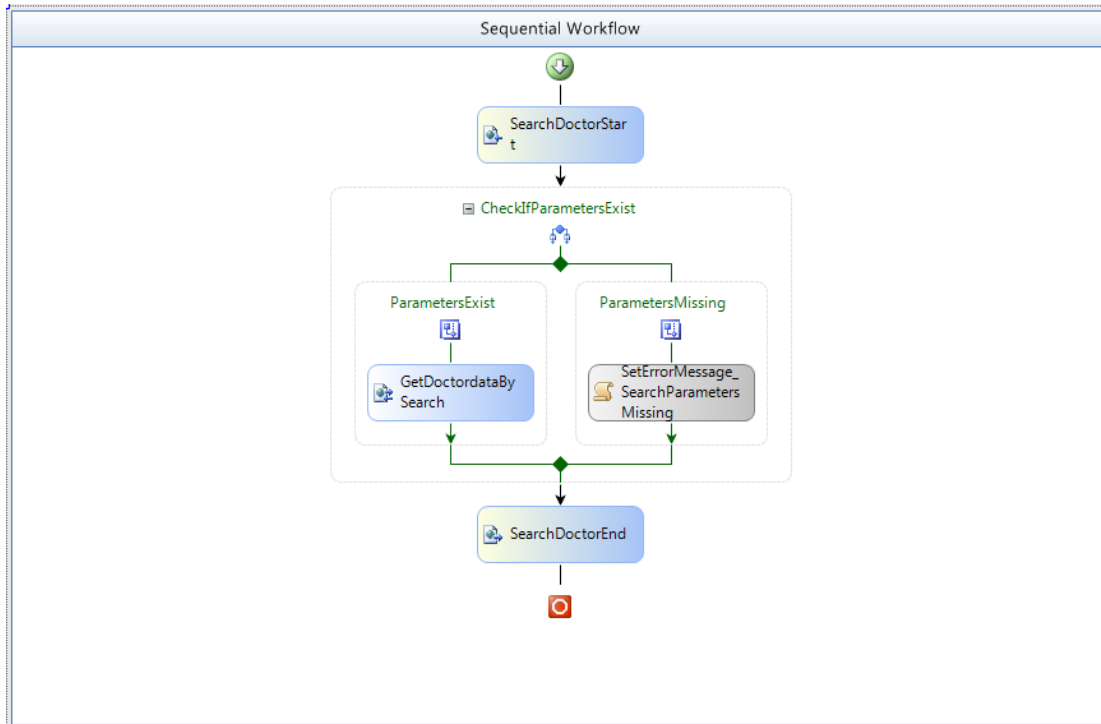 Sequential Workflow
SearchDoctorStar
t
CheckIfParametersExist
ParametersExist
ParametersMissing
GetDoctordataBy
Search
SetErrorMessage_
SearchParameters
Missing
SearchDoctorEnd